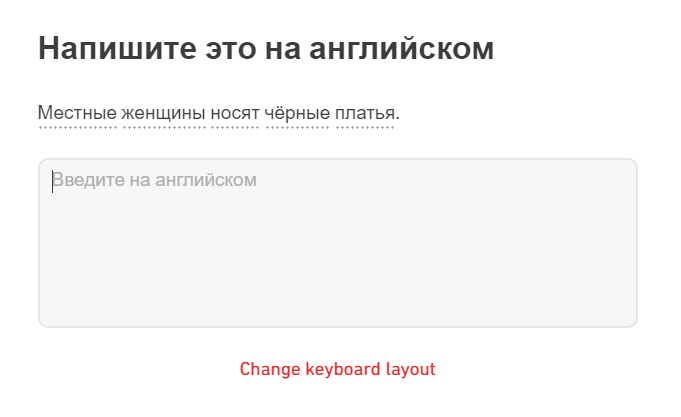 Напишите это на английском
Местные женщины носят чёрные платья.
Введите на английском
Change keyboard layout